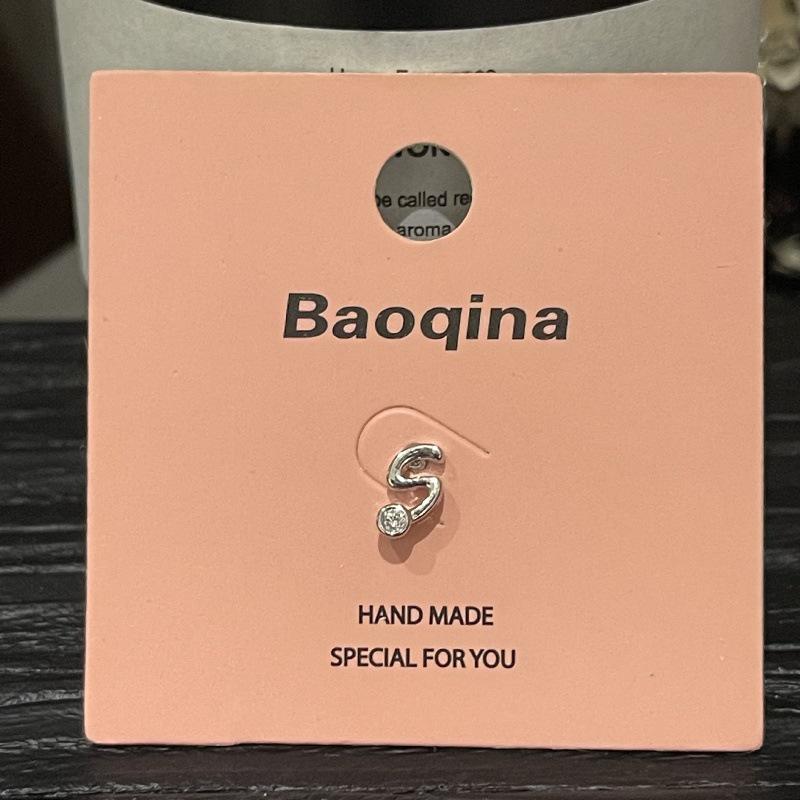 be called re
aroma
Baoqina
S
HAND MADE
SPECIAL FOR YOU